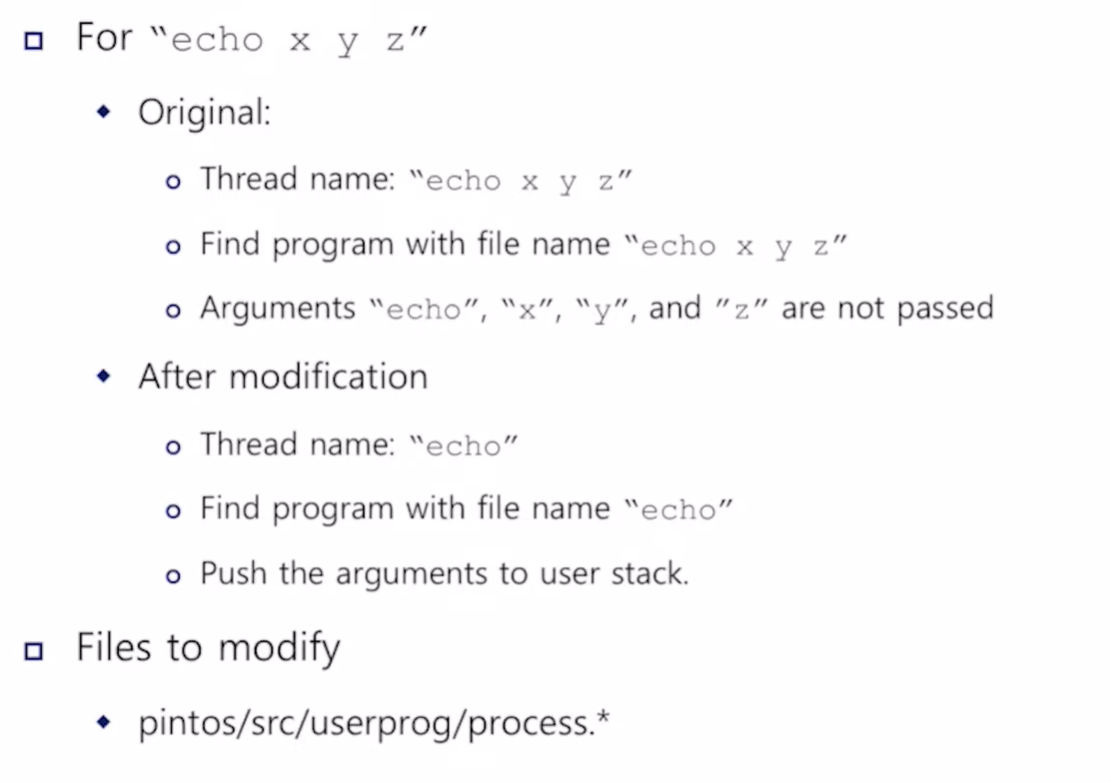 For “echo x y z”
Original:
Thread name: “echo x y z”
Find program with file name “echo x y z”
Arguments “echo”, “x”, “y”, and ”z” are not passed
After modification
Thread name: “echo”
Find program with file name “echo”
Push the arguments to user stack.
Files to modify
pintos/src/userprog/process.*